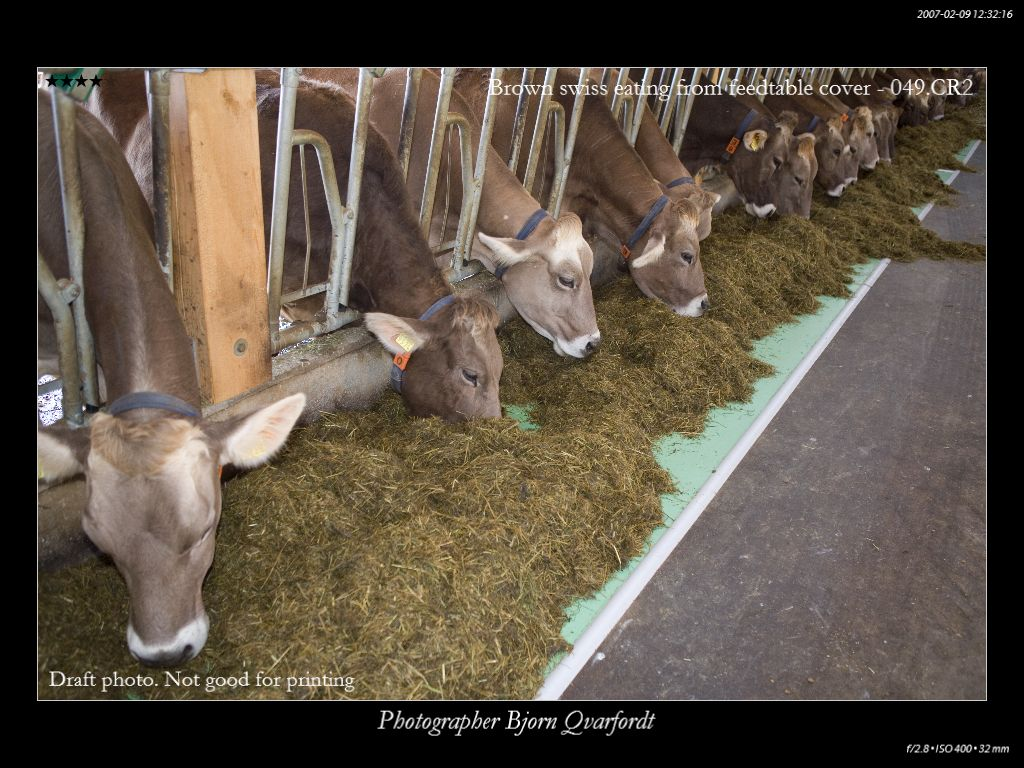 2007-02-09 12:32:16
★★★★
Brown swiss eating from feedtable cover - 049.CR2
Draft photo. Not good for printing
Photographer Bjorn Qvarfordt
f/2.8 • ISO 400 • 32 mm